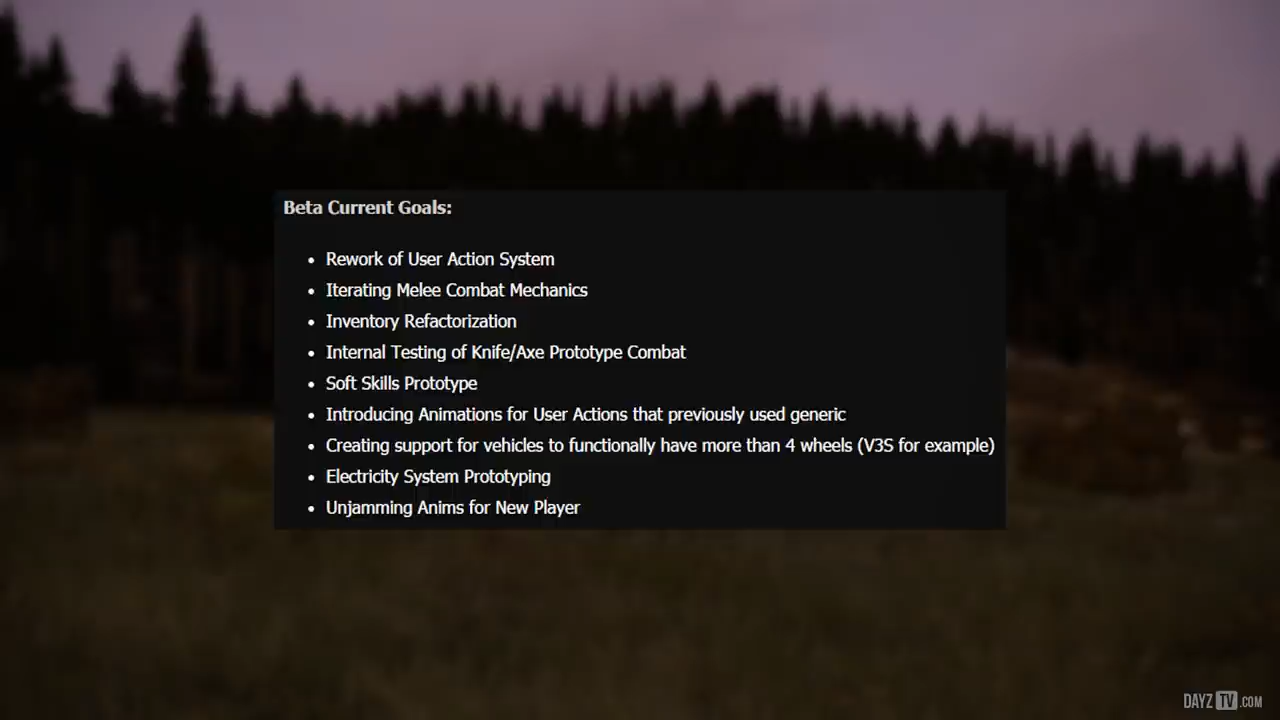 Beta Current Goals:
• Rework of User Action System
• Iterating Melee Combat Mechanics
• Inventory Refactorization
• Internal Testing of Knife/Axe Prototype Combat
• Soft Skills Prototype
• Introducing Animations for User Actions that previously used generic
• Creating support for vehicles to functionally have more than 4 wheels (V3S for example)
• Electricity System Prototyping
• Unjamming Anims for New Player
DAYZ TV .COM